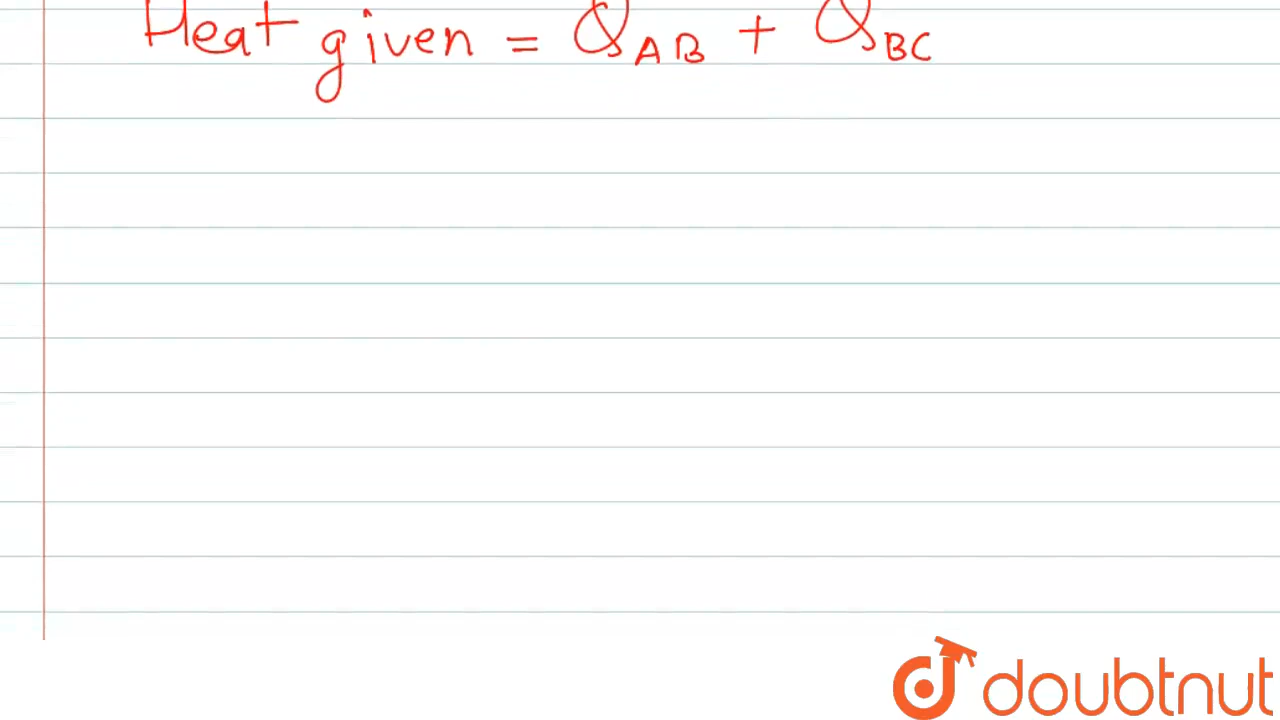 Heat given = Q_AB + Q_BC
doubtnut